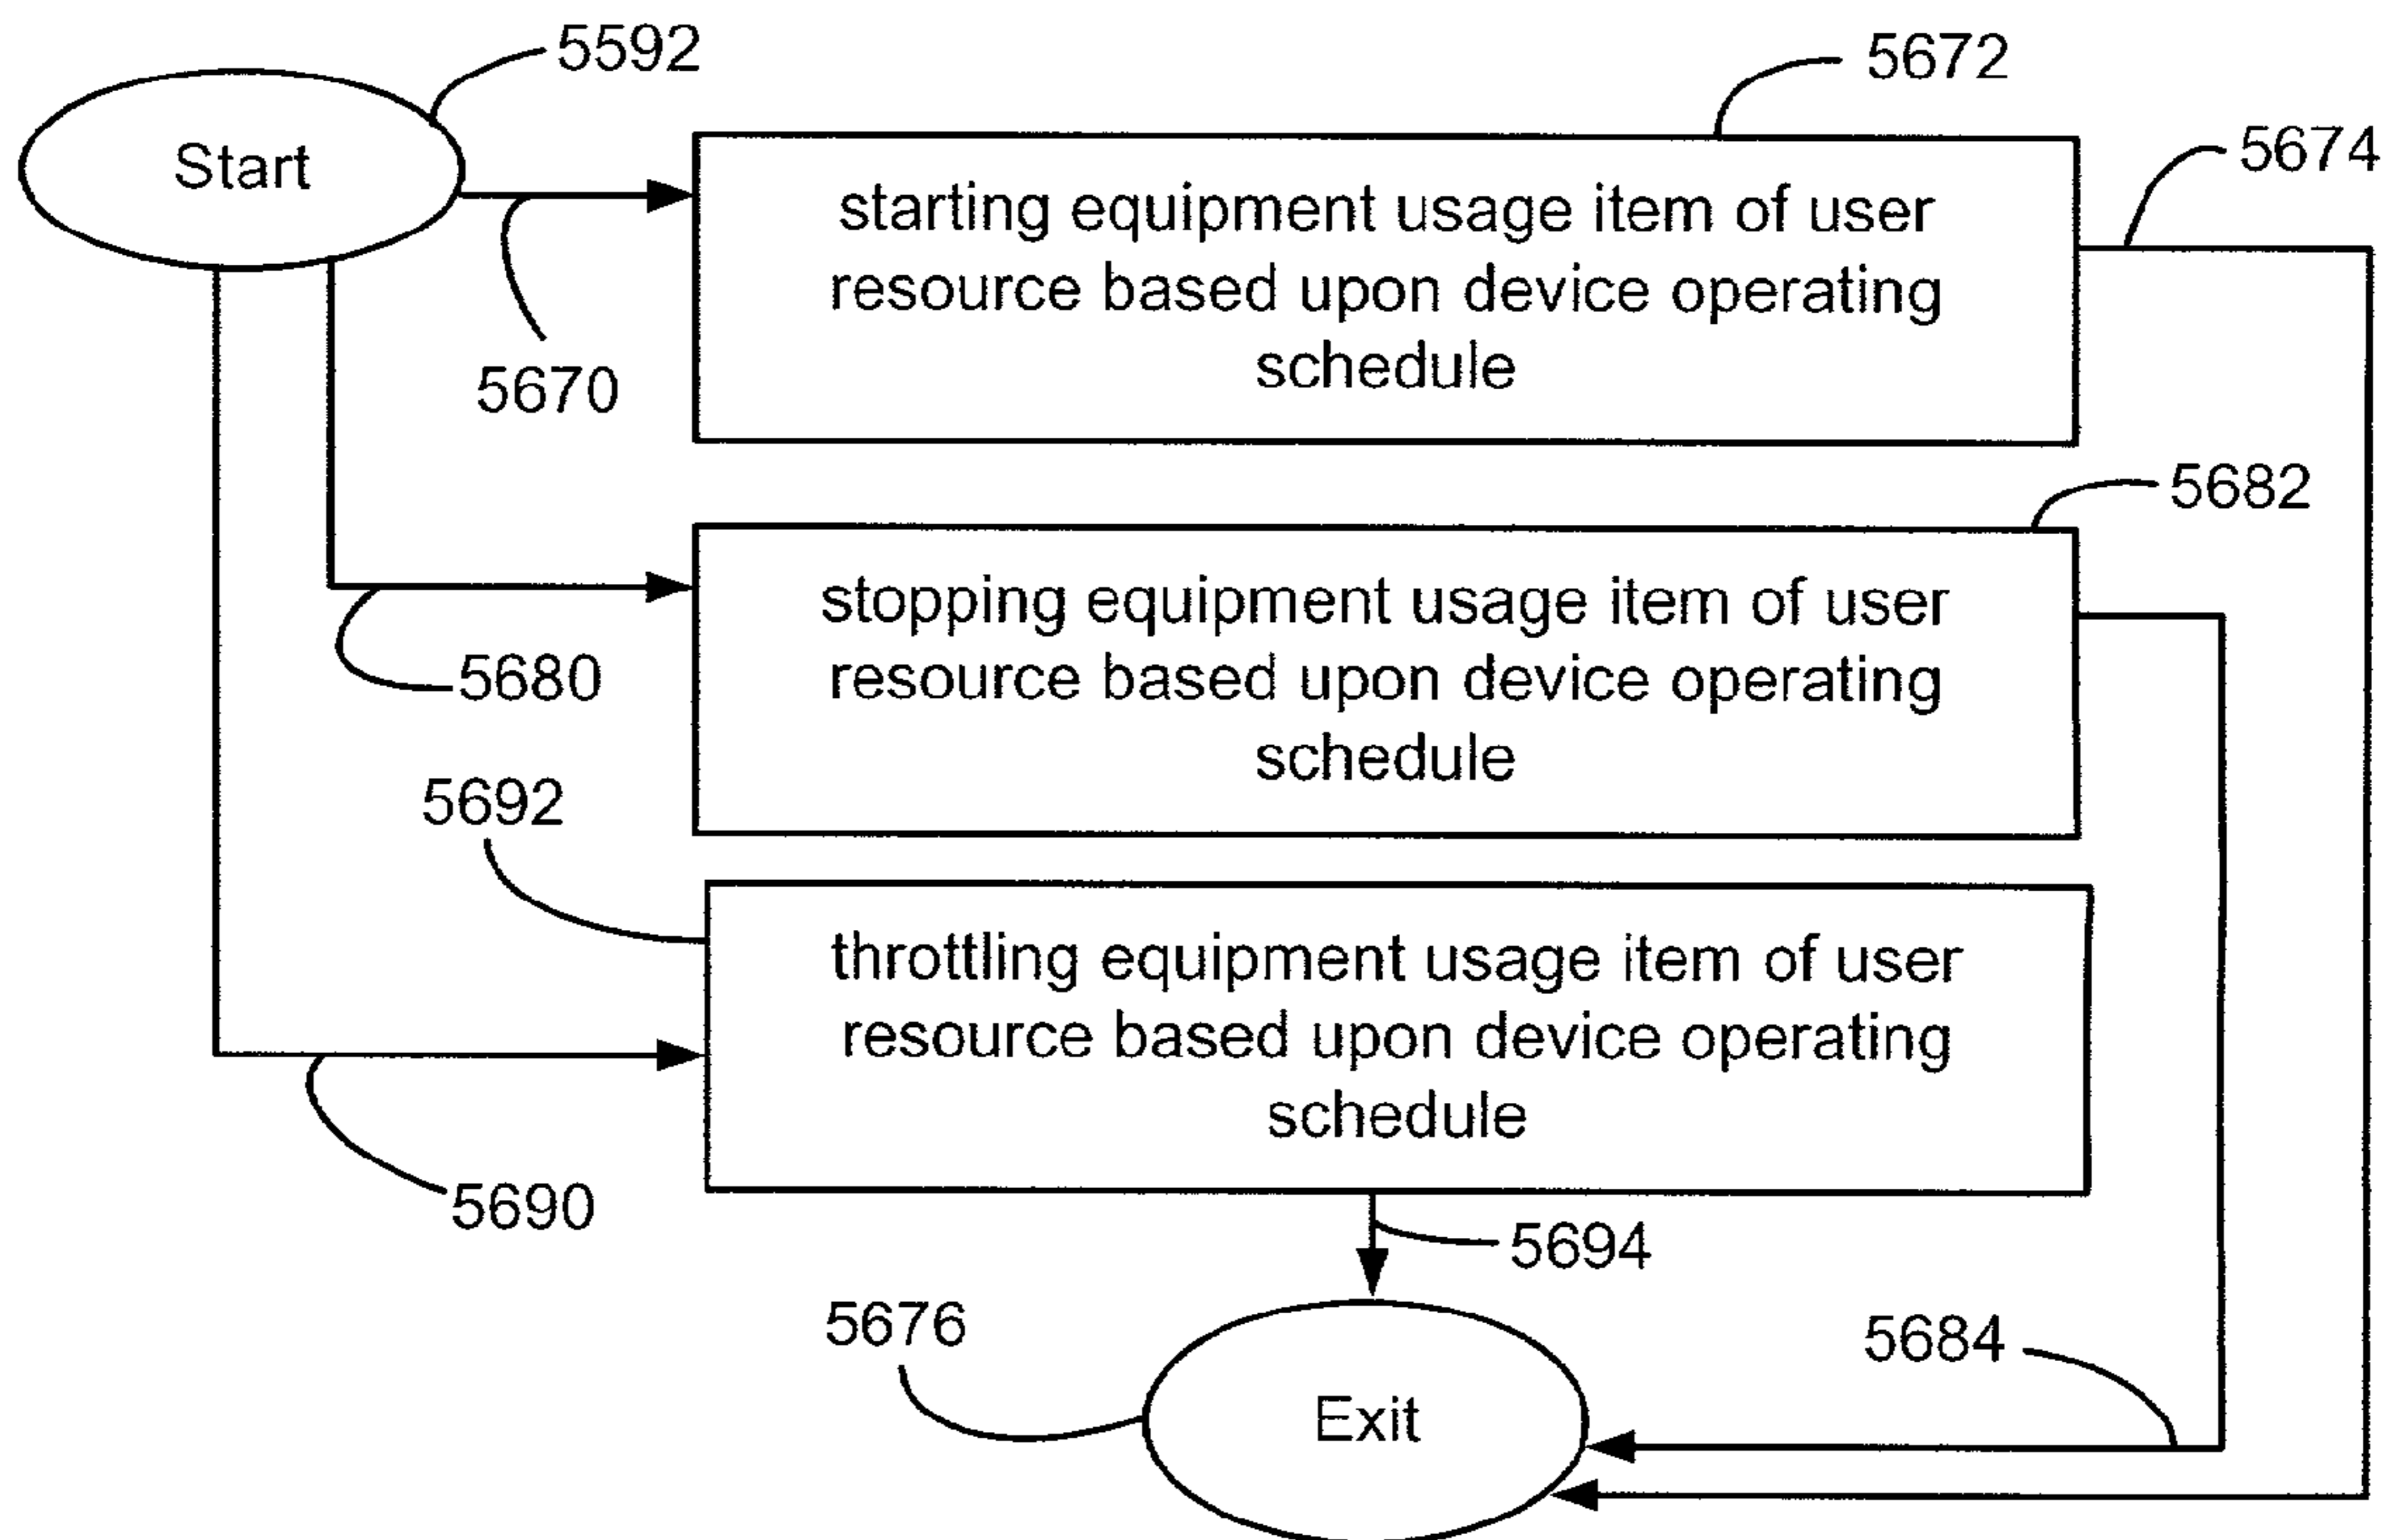 5592
Start
5672
5674
starting equipment usage item of user
resource based upon device operating
schedule
5670
5682
stopping equipment usage item of user
resource based upon device operating
schedule
5680
5692
throttling equipment usage item of user
resource based upon device operating
schedule
5690
5694
5676
5684
Exit